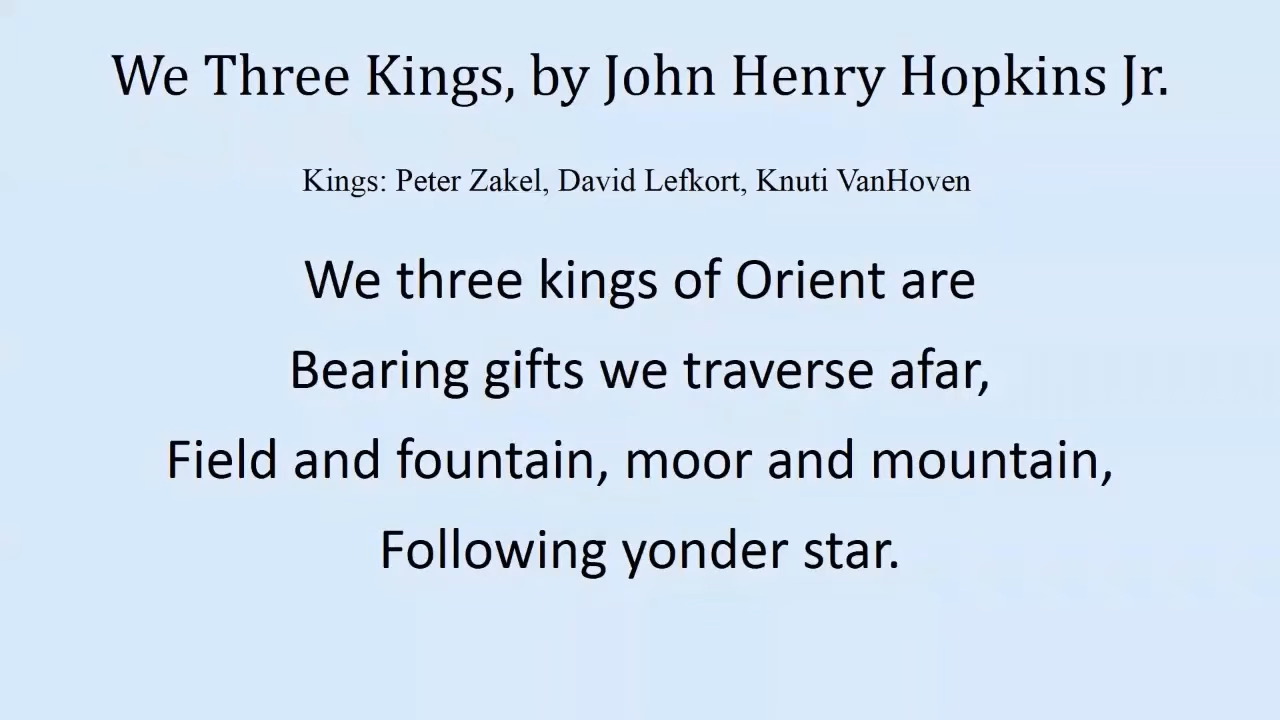 We Three Kings, by John Henry Hopkins Jr.
Kings: Peter Zakel, David Lefkort, Knuti VanHoven
We three kings of Orient are
Bearing gifts we traverse afar,
Field and fountain, moor and mountain,
Following yonder star.